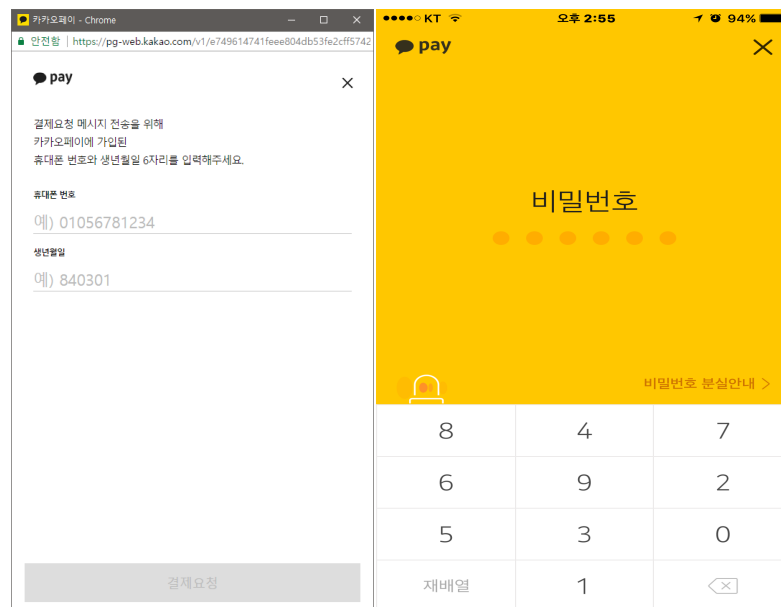 카카오페이 - Chrome
안전함 | https://pg-web.kakao.com/v1/e749614741feee804db53fe2cff5742
pay
결제요청 메시지 전송을 위해
카카오페이에 가입된
휴대폰 번호와 생년월일 6자리를 입력해주세요.
휴대폰 번호
예) 01056781234
생년월일
예) 840301
결제요청
KT 오후 2:55 94%
pay
비밀번호
비밀번호 분실안내 >
8 4 7
6 9 2
5 3 0
재배열 1